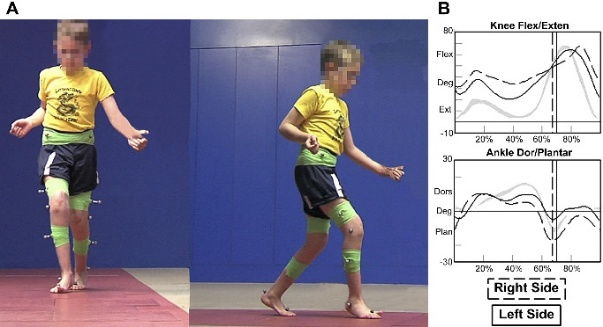 A
B
Knee Flex/Exten
80
Flex
Deg
Ext
-10
20% 40% 60% 80%
Ankle Dor/Plantar
30
Dors
Deg
Plan
-30
20% 40% 60% 80%
Right Side
Left Side